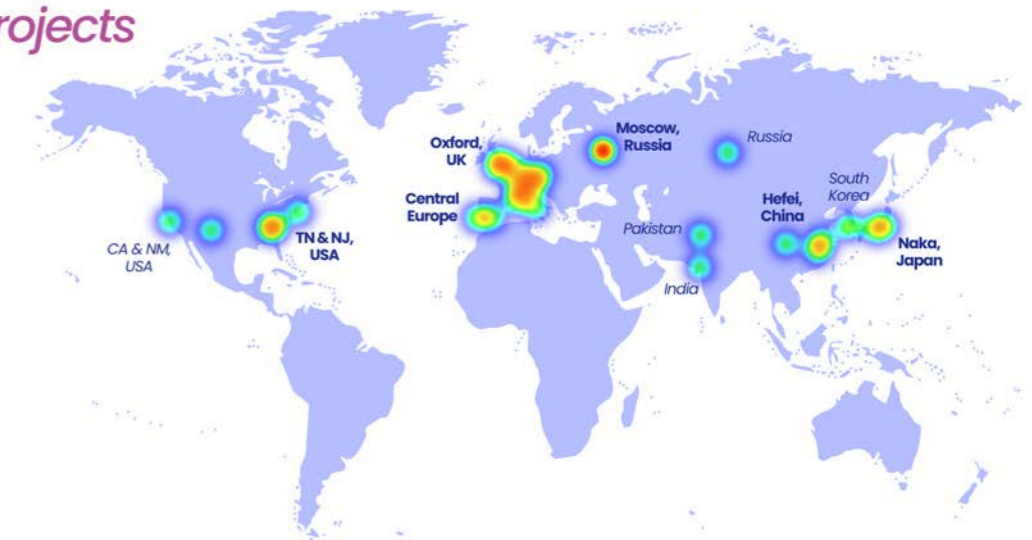 rojects
Moscow,
Russia
Russia
Oxford,
UK
South
Korea
Central
Europe
Hefei,
China
Pakistan
TN & NJ,
USA
Naka,
Japan
CA & NM,
USA
India